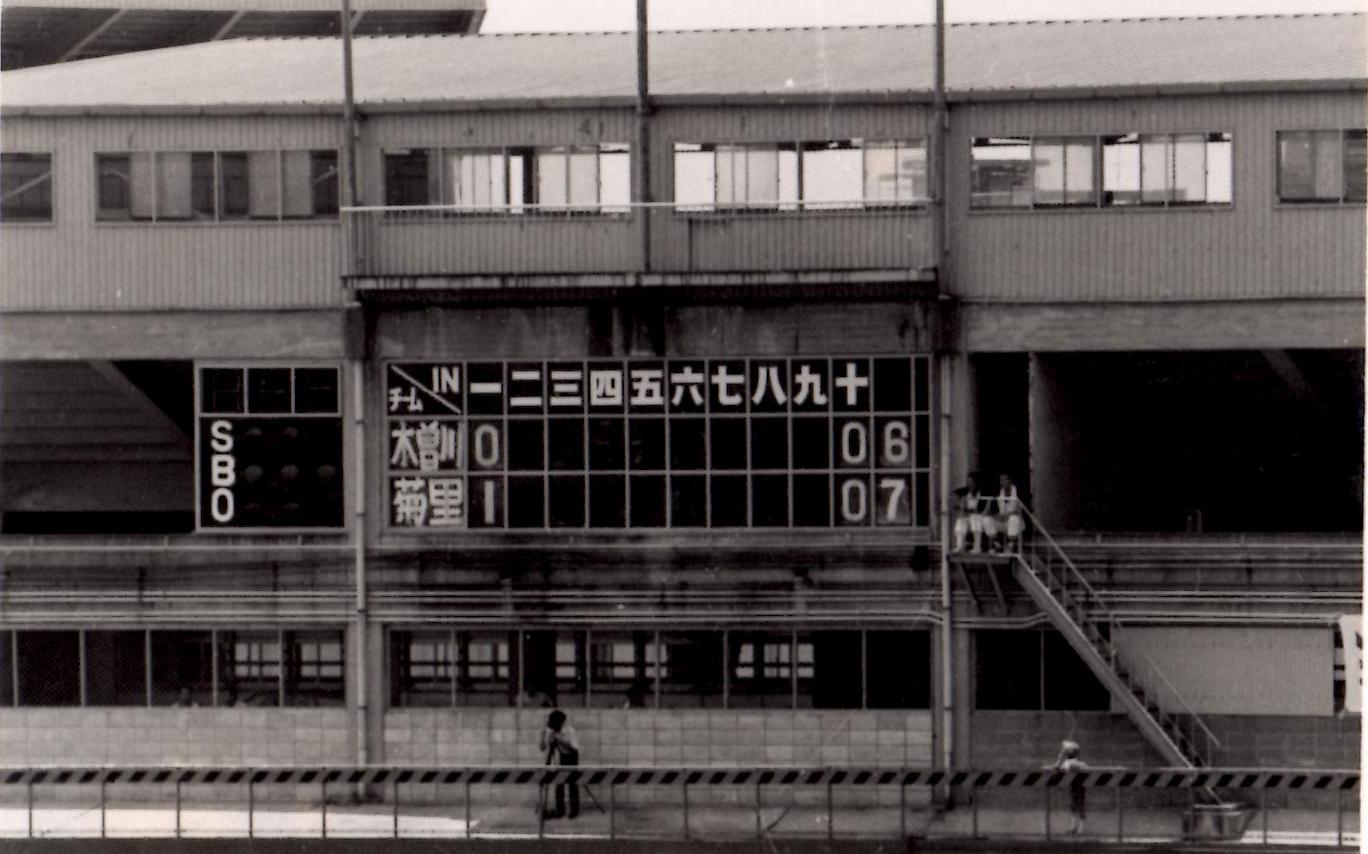 チーム IN 一 二 三 四 五 六 七 八 九 十
木曽川 0 0 6
菊里 1 0 7
S
B
O